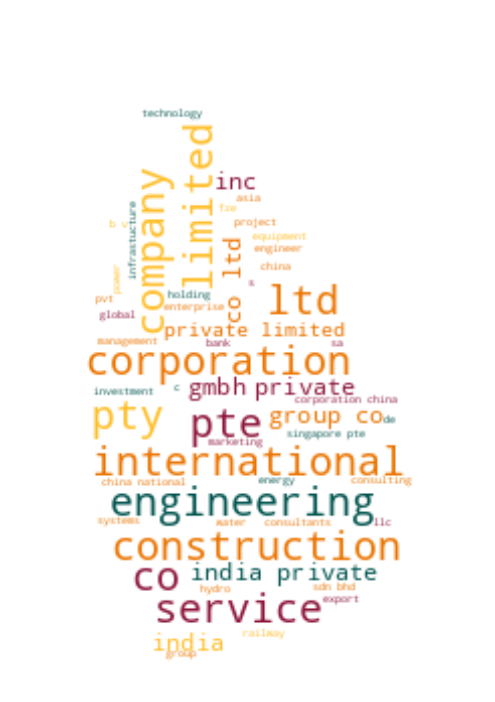 technology
limited
company
inc
asia
fze
infrastucture
b v
project
equipment
co ltd
engineer
power
china
s
ltd
holding
pvt
enterprise
global
private limited
management
bank
sa
corporation
gmbh
private
investment
c
corporation china
pty
pte
group co
de
singapore pte
marketing
international
china national
energy
consulting
engineering
systems
water
consultants
llc
construction
co
india private
hydro
sdn bhd
export
service
railway
india
group